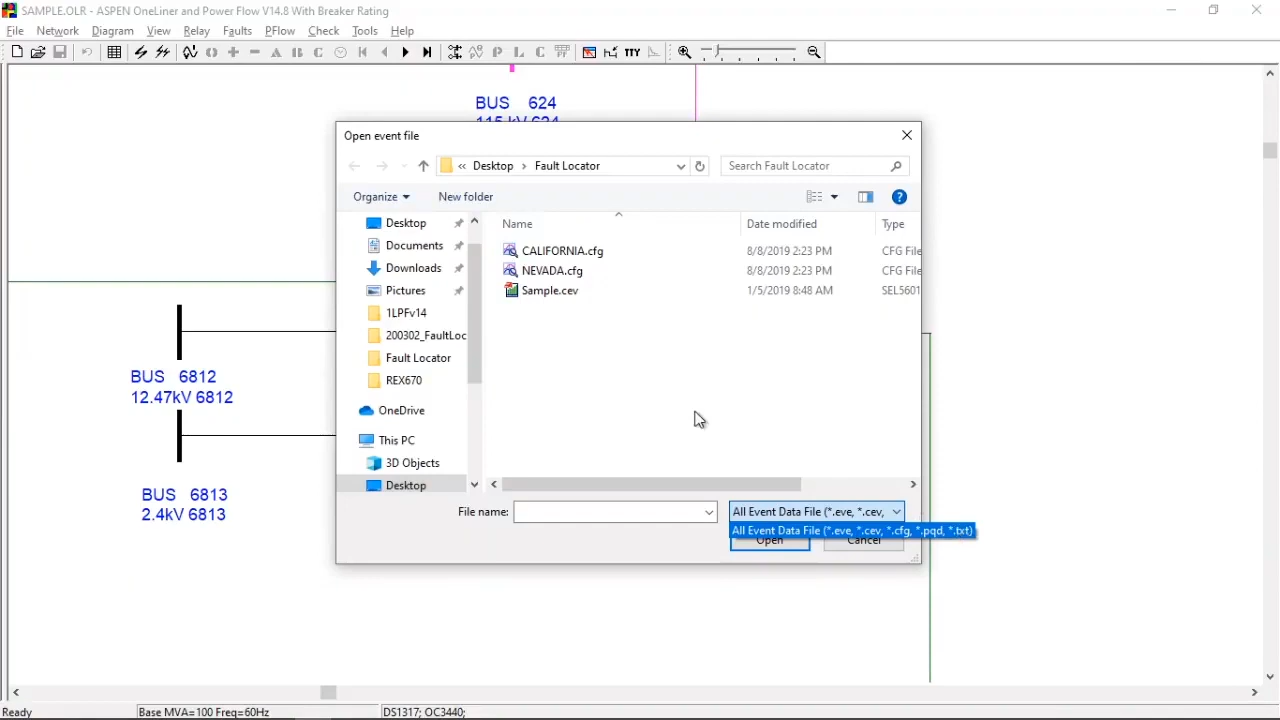 SAMPLE.OLR - ASPEN OneLiner and Power Flow V14.8 With Breaker Rating
File Network Diagram View Relay Faults PFlow Check Tools Help
BUS 624
115 kV 624
Open event file
« Desktop > Fault Locator
Search Fault Locator
Organize
New folder
Name Date modified Type
Desktop
Documents
Downloads
Pictures
1LPFv14
200302_FaultLoc
Fault Locator
REX670
OneDrive
This PC
3D Objects
Desktop
CALIFORNIA.cfg 8/8/2019 2:23 PM CFG File
NEVADA.cfg 8/8/2019 2:23 PM CFG File
Sample.cev 1/5/2019 8:48 AM SEL5601
File name:
All Event Data File (*.eve, *.cev,
All Event Data File (*.eve, *.cev, *.cfg, *.pqd, *.txt)
Open Cancel
BUS 6812
12.47kV 6812
BUS 6813
2.4kV 6813
Ready Base MVA=100 Freq=60Hz DS1317; OC3440;